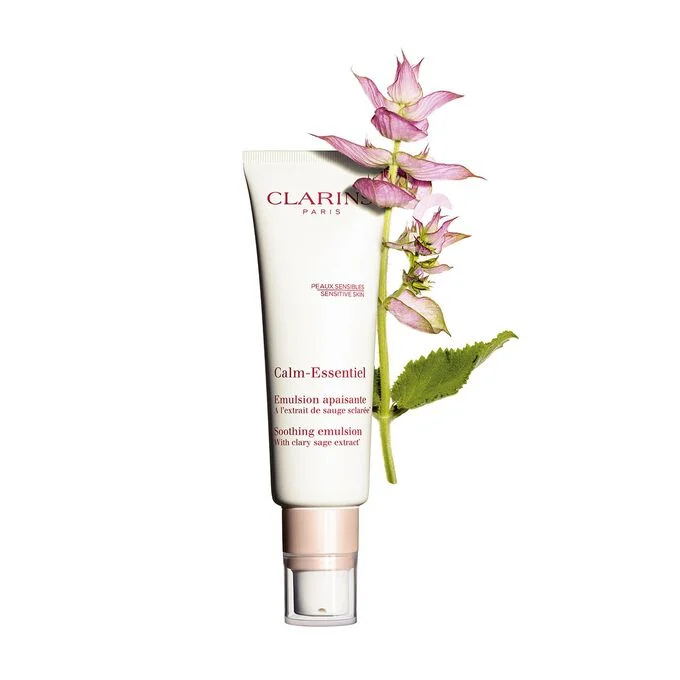 CLARINS
PARIS
PEAUX SENSIBLES
SENSITIVE SKIN
Calm-Essentiel
Emulsion apaisante
A l'extrait de sauge sclarée
Soothing emulsion
With clary sage extract